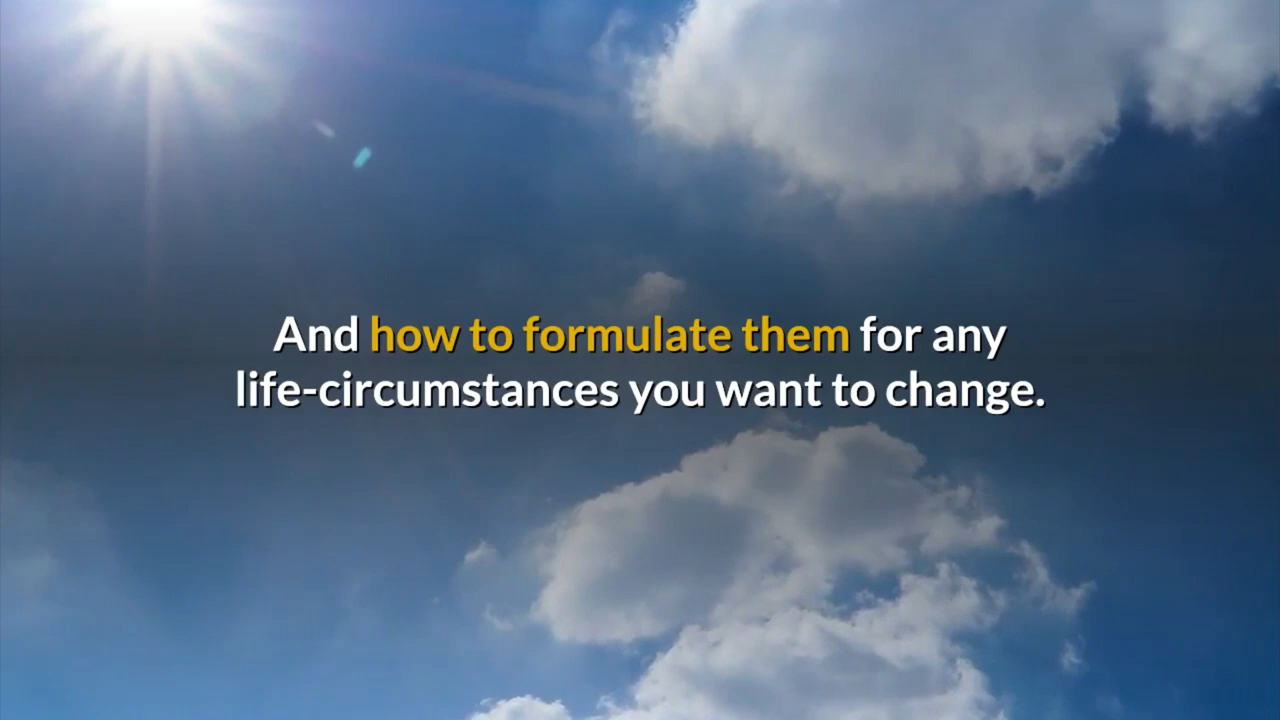 And how to formulate them for any
life-circumstances you want to change.